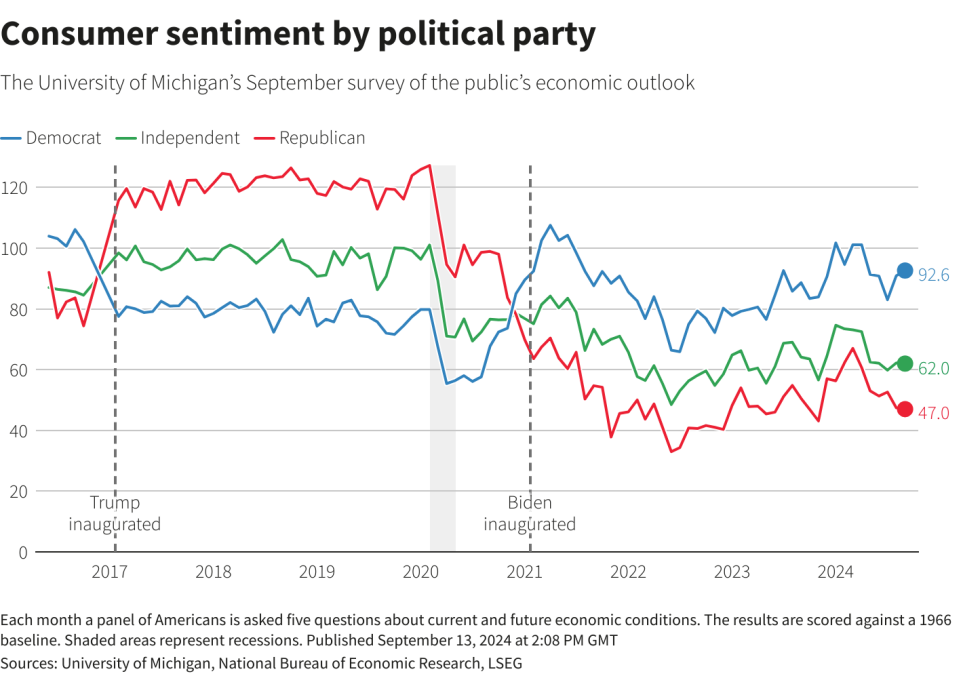 Consumer sentiment by political party
The University of Michigan’s September survey of the public’s economic outlook
Democrat Independent Republican
120
100
80
60
40
20
0
92.6
62.0
47.0
Trump
inaugurated
Biden
inaugurated
2017 2018 2019 2020 2021 2022 2023 2024
Each month a panel of Americans is asked five questions about current and future economic conditions. The results are scored against a 1966
baseline. Shaded areas represent recessions. Published September 13, 2024 at 2:08 PM GMT
Sources: University of Michigan, National Bureau of Economic Research, LSEG